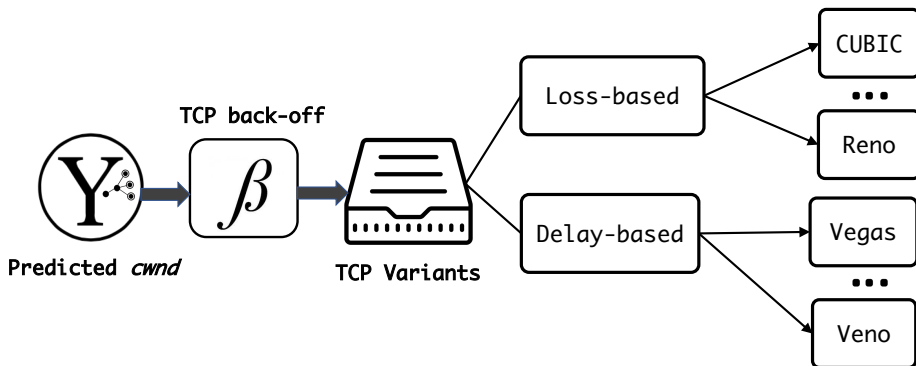 TCP back-off
Y
β
Predicted cwnd
TCP Variants
Loss-based
Delay-based
CUBIC
...
Reno
Vegas
...
Veno